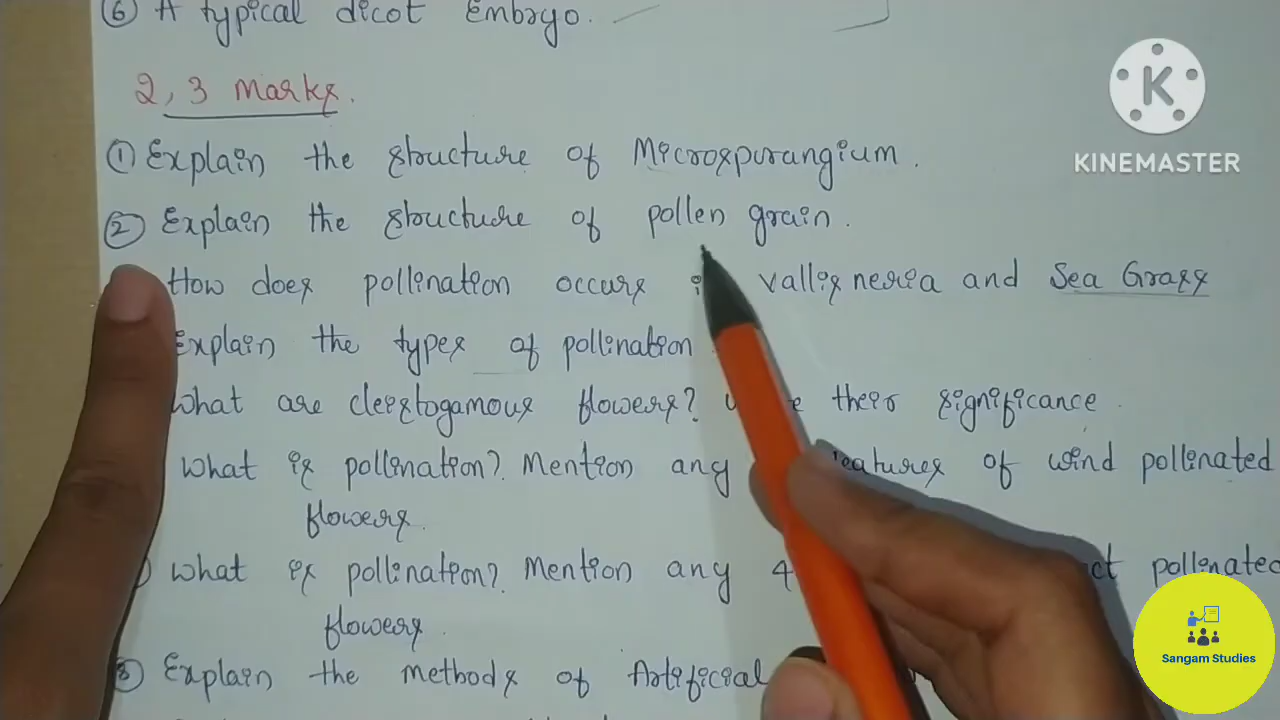 ⑥ A typical dicot Embryo.
2, 3 Marks.
① Explain the structure of Microsporangium.
② Explain the structure of pollen grain.
How does pollination occurs in vallisneria and Sea Grass
Explain the types of pollination
What are cleistogamous flowers? their significance.
What is pollination? Mention any features of wind pollinated
flowers.
What is pollination? Mention any 4 pollinated
flowers.
⑧ Explain the methods of Artificial
KINEMASTER
Sangam Studies